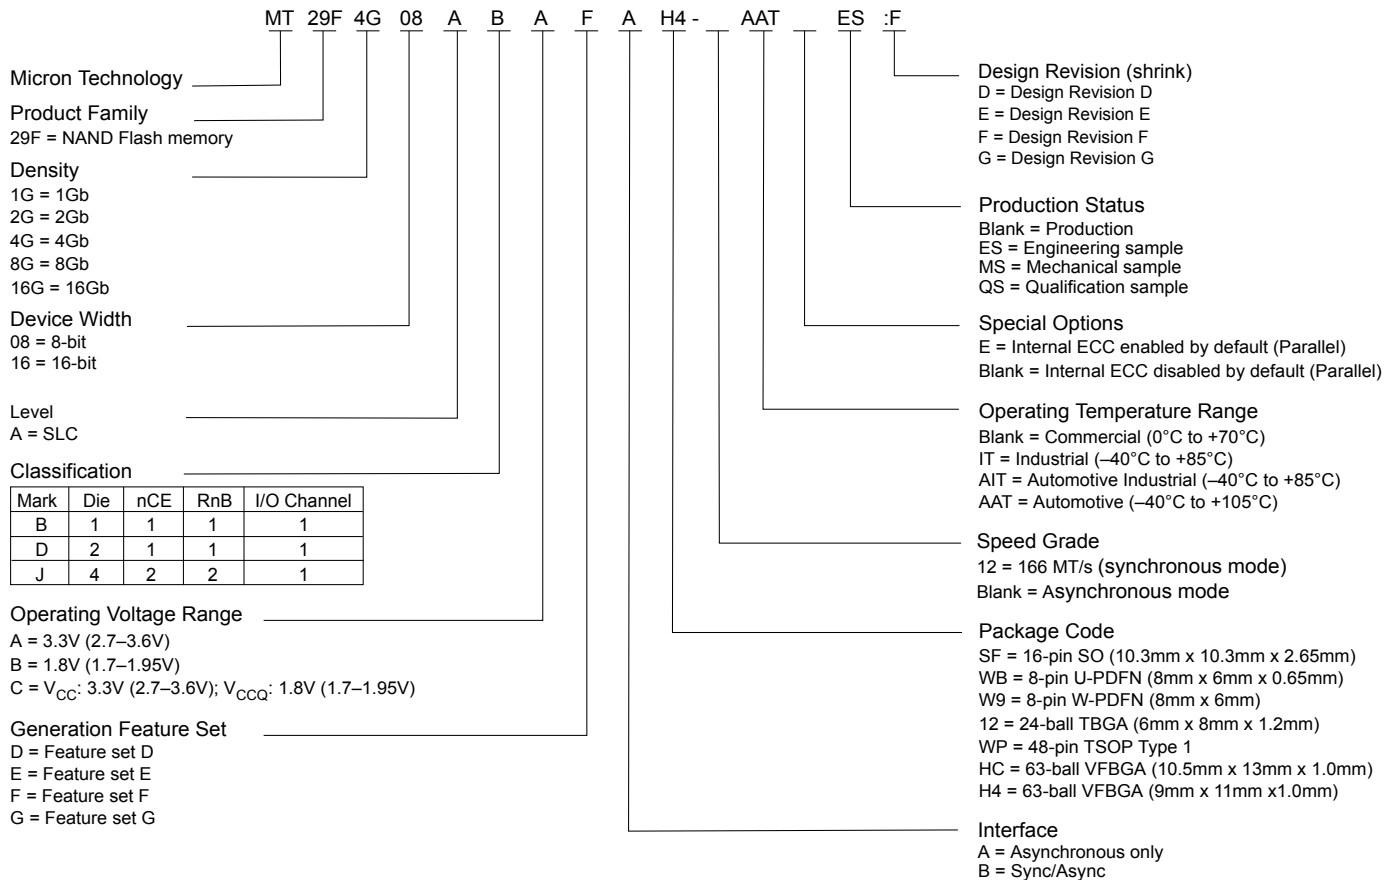 MT 29F 4G 08 A B A F A H4 - AAT ES :F
Micron Technology
Product Family
29F = NAND Flash memory
Density
1G = 1Gb
2G = 2Gb
4G = 4Gb
8G = 8Gb
16G = 16Gb
Device Width
08 = 8-bit
16 = 16-bit
Level
A = SLC
Classification
Mark Die nCE RnB I/O Channel
B 1 1 1 1
D 2 1 1 1
J 4 2 2 1
Operating Voltage Range
A = 3.3V (2.7–3.6V)
B = 1.8V (1.7–1.95V)
C = VCC: 3.3V (2.7–3.6V); VCCQ: 1.8V (1.7–1.95V)
Generation Feature Set
D = Feature set D
E = Feature set E
F = Feature set F
G = Feature set G
Design Revision (shrink)
D = Design Revision D
E = Design Revision E
F = Design Revision F
G = Design Revision G
Production Status
Blank = Production
ES = Engineering sample
MS = Mechanical sample
QS = Qualification sample
Special Options
E = Internal ECC enabled by default (Parallel)
Blank = Internal ECC disabled by default (Parallel)
Operating Temperature Range
Blank = Commercial (0°C to +70°C)
IT = Industrial (–40°C to +85°C)
AIT = Automotive Industrial (–40°C to +85°C)
AAT = Automotive (–40°C to +105°C)
Speed Grade
12 = 166 MT/s (synchronous mode)
Blank = Asynchronous mode
Package Code
SF = 16-pin SO (10.3mm x 10.3mm x 2.65mm)
WB = 8-pin U-PDFN (8mm x 6mm x 0.65mm)
W9 = 8-pin W-PDFN (8mm x 6mm)
12 = 24-ball TBGA (6mm x 8mm x 1.2mm)
WP = 48-pin TSOP Type 1
HC = 63-ball VFBGA (10.5mm x 13mm x 1.0mm)
H4 = 63-ball VFBGA (9mm x 11mm x1.0mm)
Interface
A = Asynchronous only
B = Sync/Async